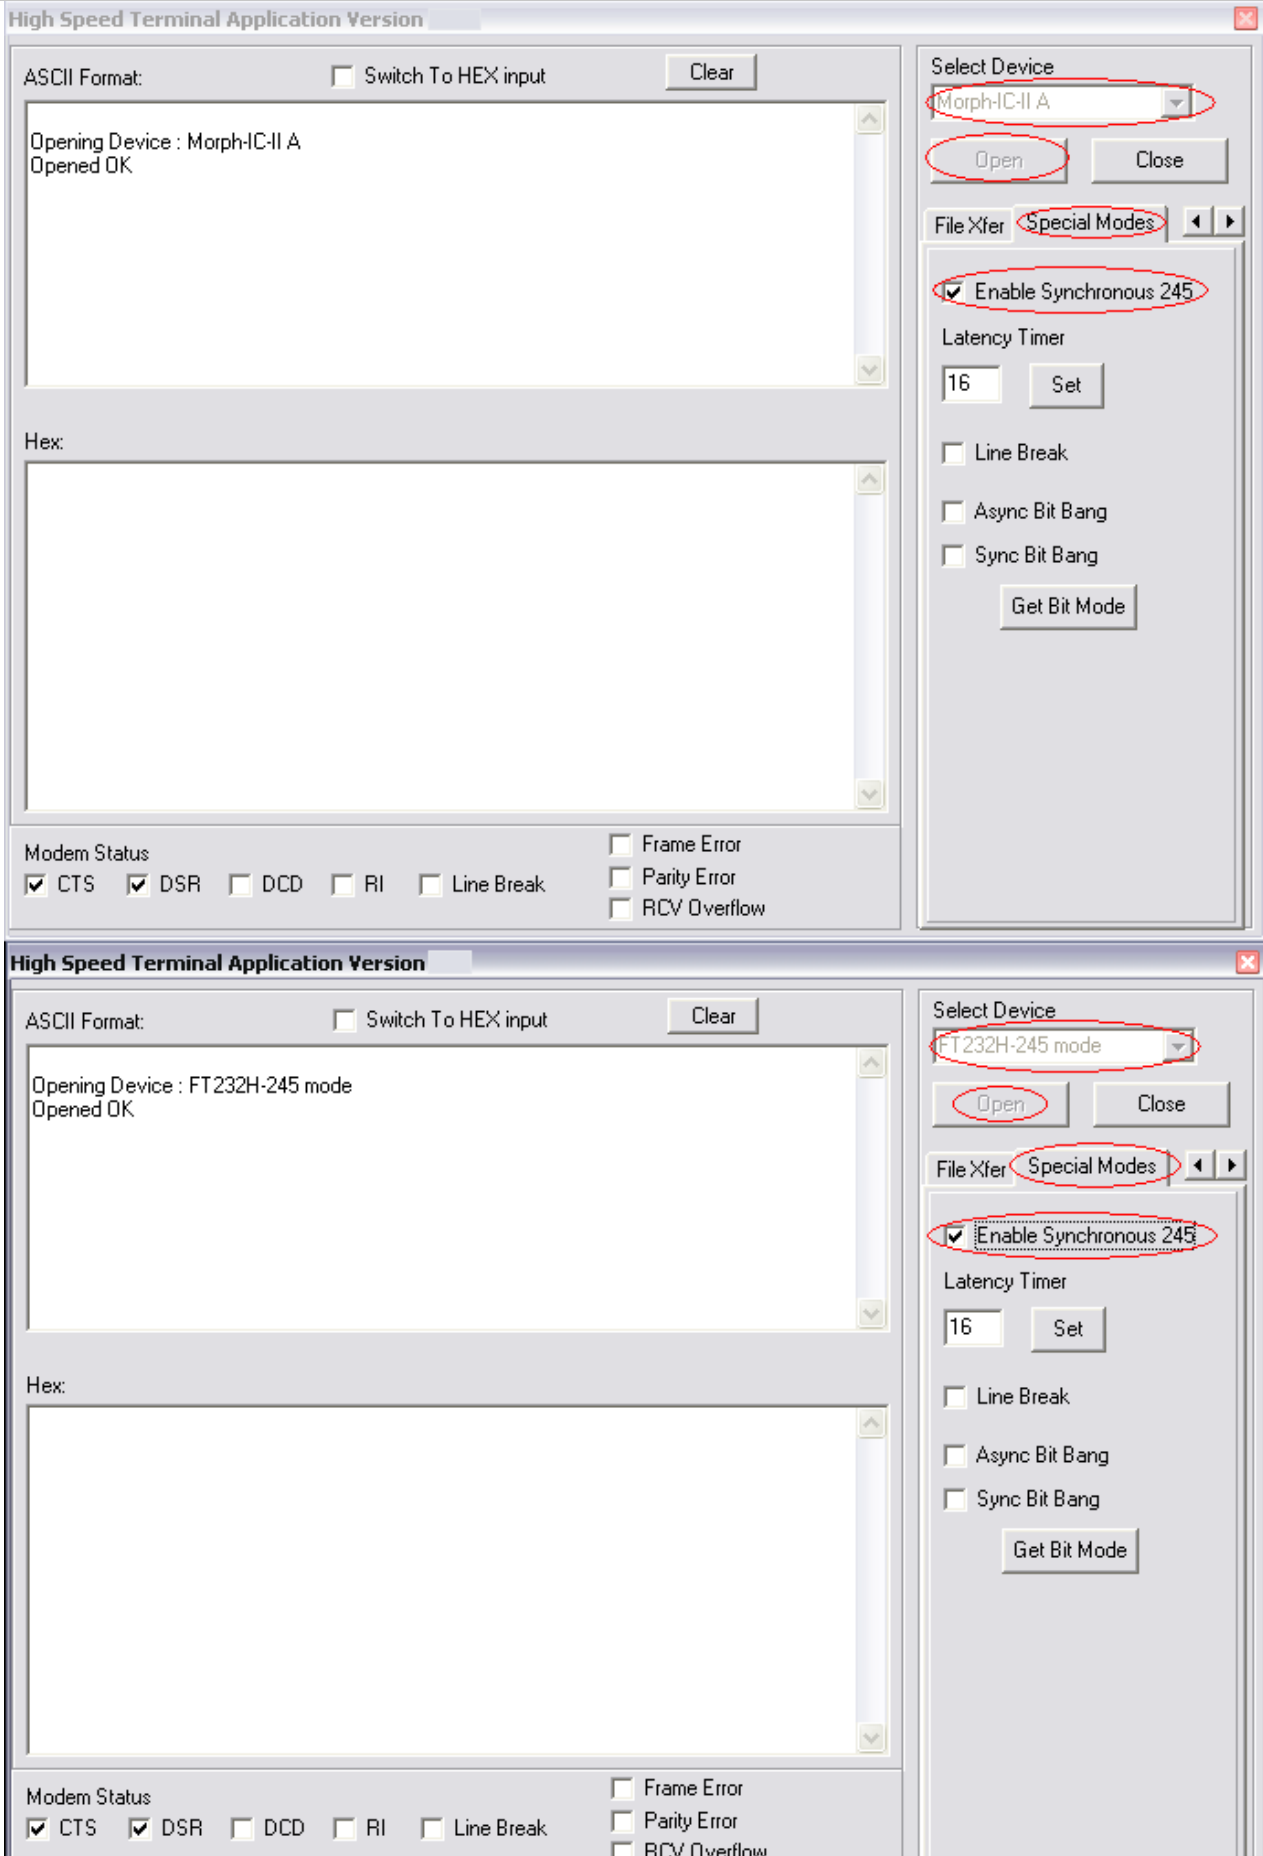 High Speed Terminal Application Version
ASCII Format:
Switch To HEX input
Clear
Opening Device : Morph-IC-II A
Opened OK
Hex:
Modem Status
CTS
DSR
DCD
RI
Line Break
Frame Error
Parity Error
RCV Overflow
Select Device
Morph-IC-II A
Open
Close
File Xfer
Special Modes
Enable Synchronous 245
Latency Timer
16
Set
Line Break
Async Bit Bang
Sync Bit Bang
Get Bit Mode
High Speed Terminal Application Version
ASCII Format:
Switch To HEX input
Clear
Opening Device : FT232H-245 mode
Opened OK
Hex:
Modem Status
CTS
DSR
DCD
RI
Line Break
Frame Error
Parity Error
RCV Overflow
Select Device
FT232H-245 mode
Open
Close
File Xfer
Special Modes
Enable Synchronous 245
Latency Timer
16
Set
Line Break
Async Bit Bang
Sync Bit Bang
Get Bit Mode